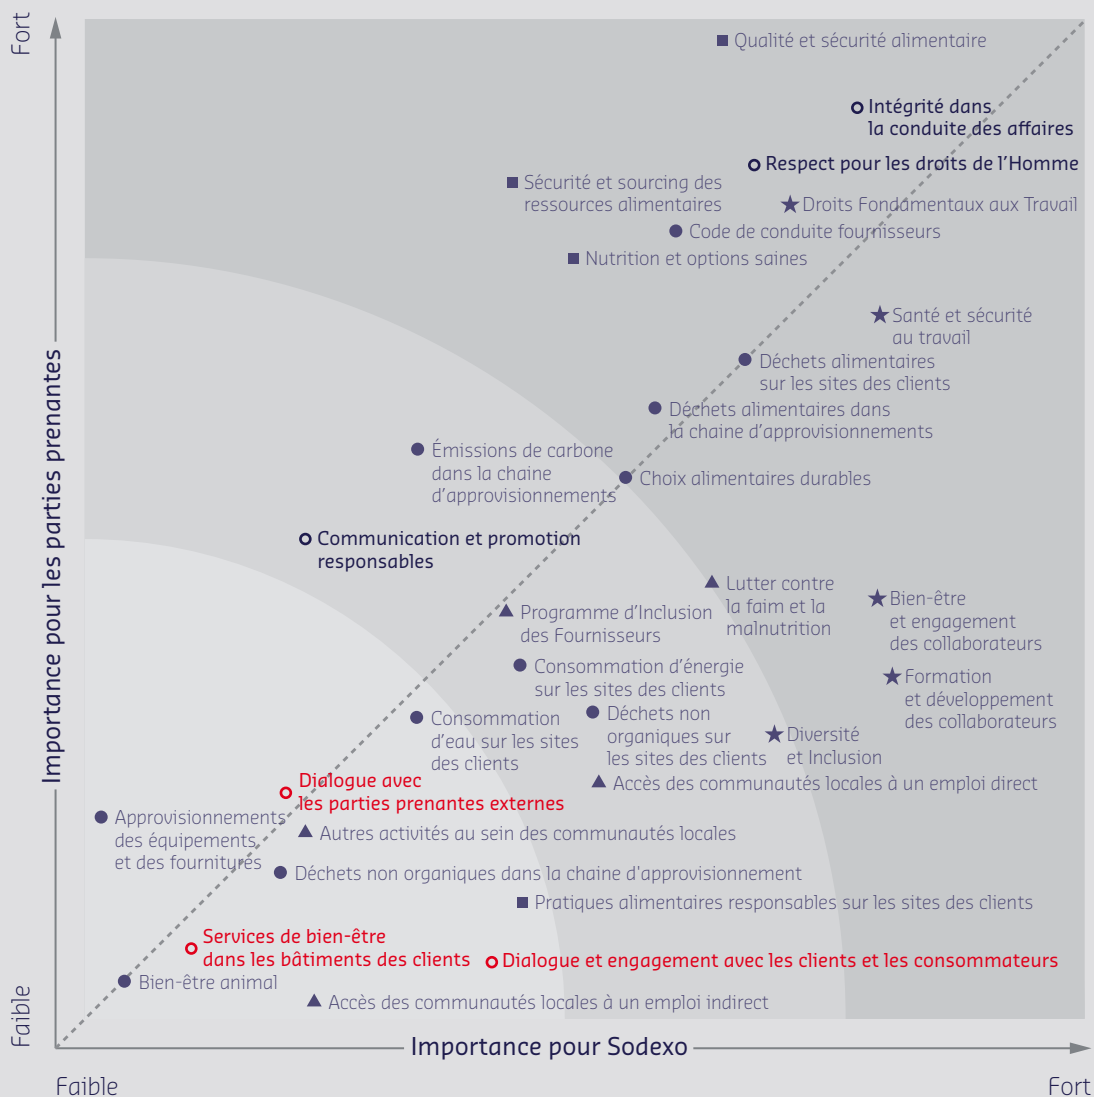 Fort
Qualité et sécurité alimentaire
Intégrité dans
la conduite des affaires
Respect pour les droits de l'Homme
Sécurité et sourcing des
ressources alimentaires
Droits Fondamentaux aux Travail
Code de conduite fournisseurs
Nutrition et options saines
Santé et sécurité
au travail
Déchets alimentaires
sur les sites des clients
Déchets alimentaires dans
la chaine d'approvisionnements
Émissions de carbone
dans la chaine
d'approvisionnements
Choix alimentaires durables
Communication et promotion
responsables
Lutter contre
la faim et la
malnutrition
Bien-être
et engagement
des collaborateurs
Programme d'Inclusion
des Fournisseurs
Consommation d'énergie
sur les sites des clients
Formation
et développement
des collaborateurs
Consommation
d'eau sur les sites
des clients
Déchets non
organiques sur
les sites des clients
Diversité
et Inclusion
Accès des communautés locales à un emploi direct
Dialogue avec
les parties prenantes externes
Approvisionnements
des équipements
et des fournitures
Autres activités au sein des communautés locales
Déchets non organiques dans la chaine d'approvisionnement
Pratiques alimentaires responsables sur les sites des clients
Services de bien-être
dans les bâtiments des clients
Dialogue et engagement avec les clients et les consommateurs
Bien-être animal
Accès des communautés locales à un emploi indirect
Importance pour les parties prenantes
Faible
Importance pour Sodexo
Faible
Fort